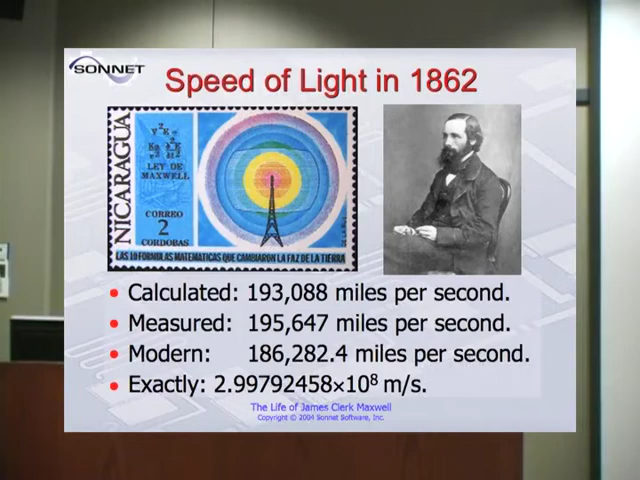 SONNET
Speed of Light in 1862
NICARAGUA
LEY DE
MAXWELL
CORREO
2
CORDOBAS
LAS 10 FORMULAS MATEMATICAS QUE CAMBIARON LA FAZ DE LA TIERRA
• Calculated: 193,088 miles per second.
• Measured: 195,647 miles per second.
• Modern: 186,282.4 miles per second.
• Exactly: 2.99792458×10⁸ m/s.
The Life of James Clerk Maxwell
Copyright © 2004 Sonnet Software, Inc.